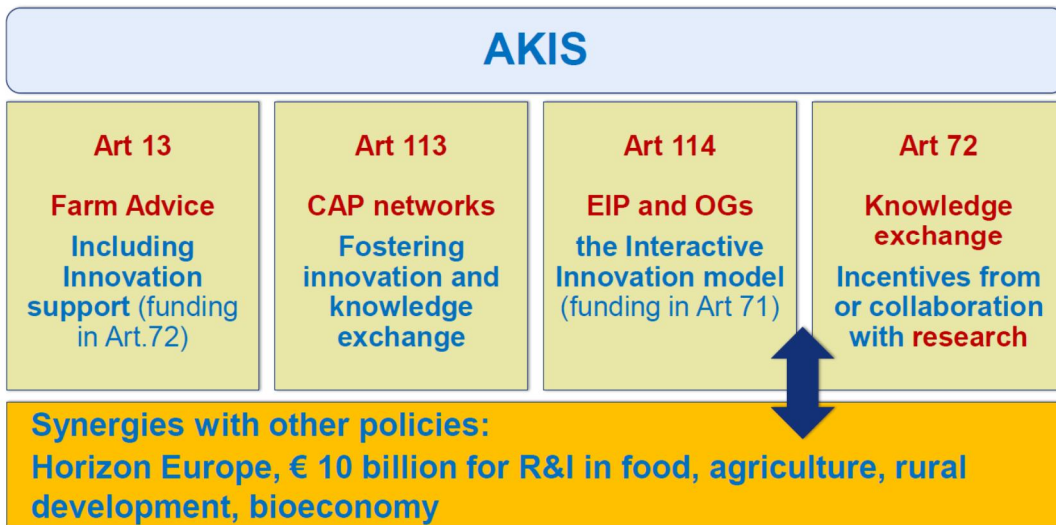 AKIS
Art 13
Farm Advice
Including
Innovation
support (funding
in Art.72)
Art 113
CAP networks
Fostering
innovation and
knowledge
exchange
Art 114
EIP and OGs
the Interactive
Innovation model
(funding in Art 71)
Art 72
Knowledge
exchange
Incentives from
or collaboration
with research
Synergies with other policies:
Horizon Europe, € 10 billion for R&I in food, agriculture, rural
development, bioeconomy